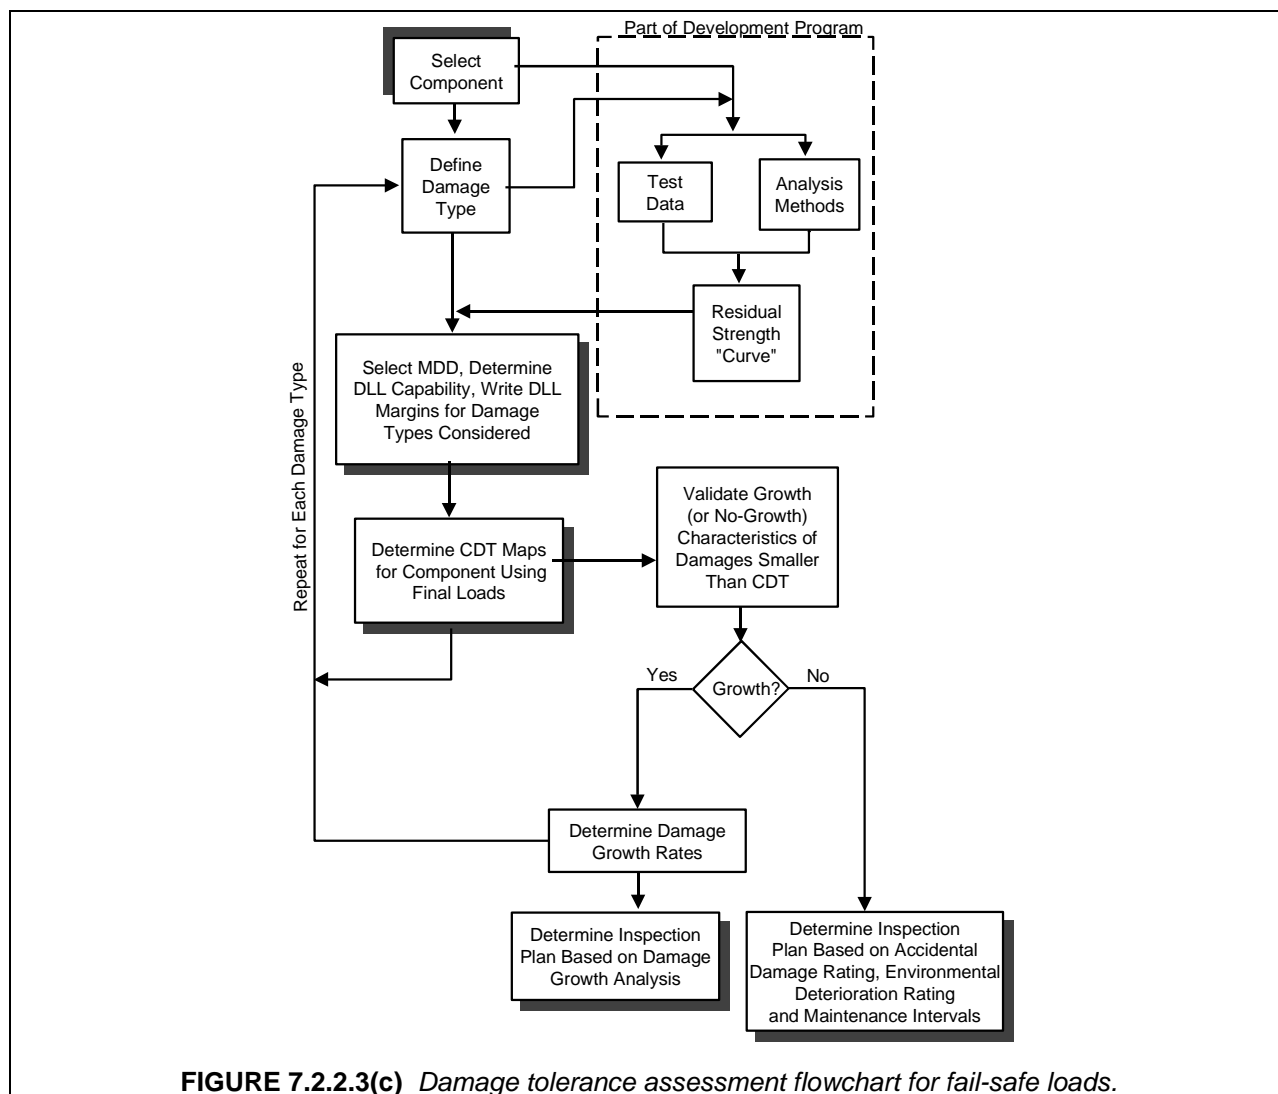 Part of Development Program
Select
Component
Define
Damage
Type
Test
Data
Analysis
Methods
Residual
Strength
"Curve"
Select MDD, Determine
DLL Capability, Write DLL
Margins for Damage
Types Considered
Repeat for Each Damage Type
Determine CDT Maps
for Component Using
Final Loads
Validate Growth
(or No-Growth)
Characteristics of
Damages Smaller
Than CDT
Yes
Growth?
No
Determine Damage
Growth Rates
Determine Inspection
Plan Based on Damage
Growth Analysis
Determine Inspection
Plan Based on Accidental
Damage Rating, Environmental
Deterioration Rating
and Maintenance Intervals
FIGURE 7.2.2.3(c) Damage tolerance assessment flowchart for fail-safe loads.